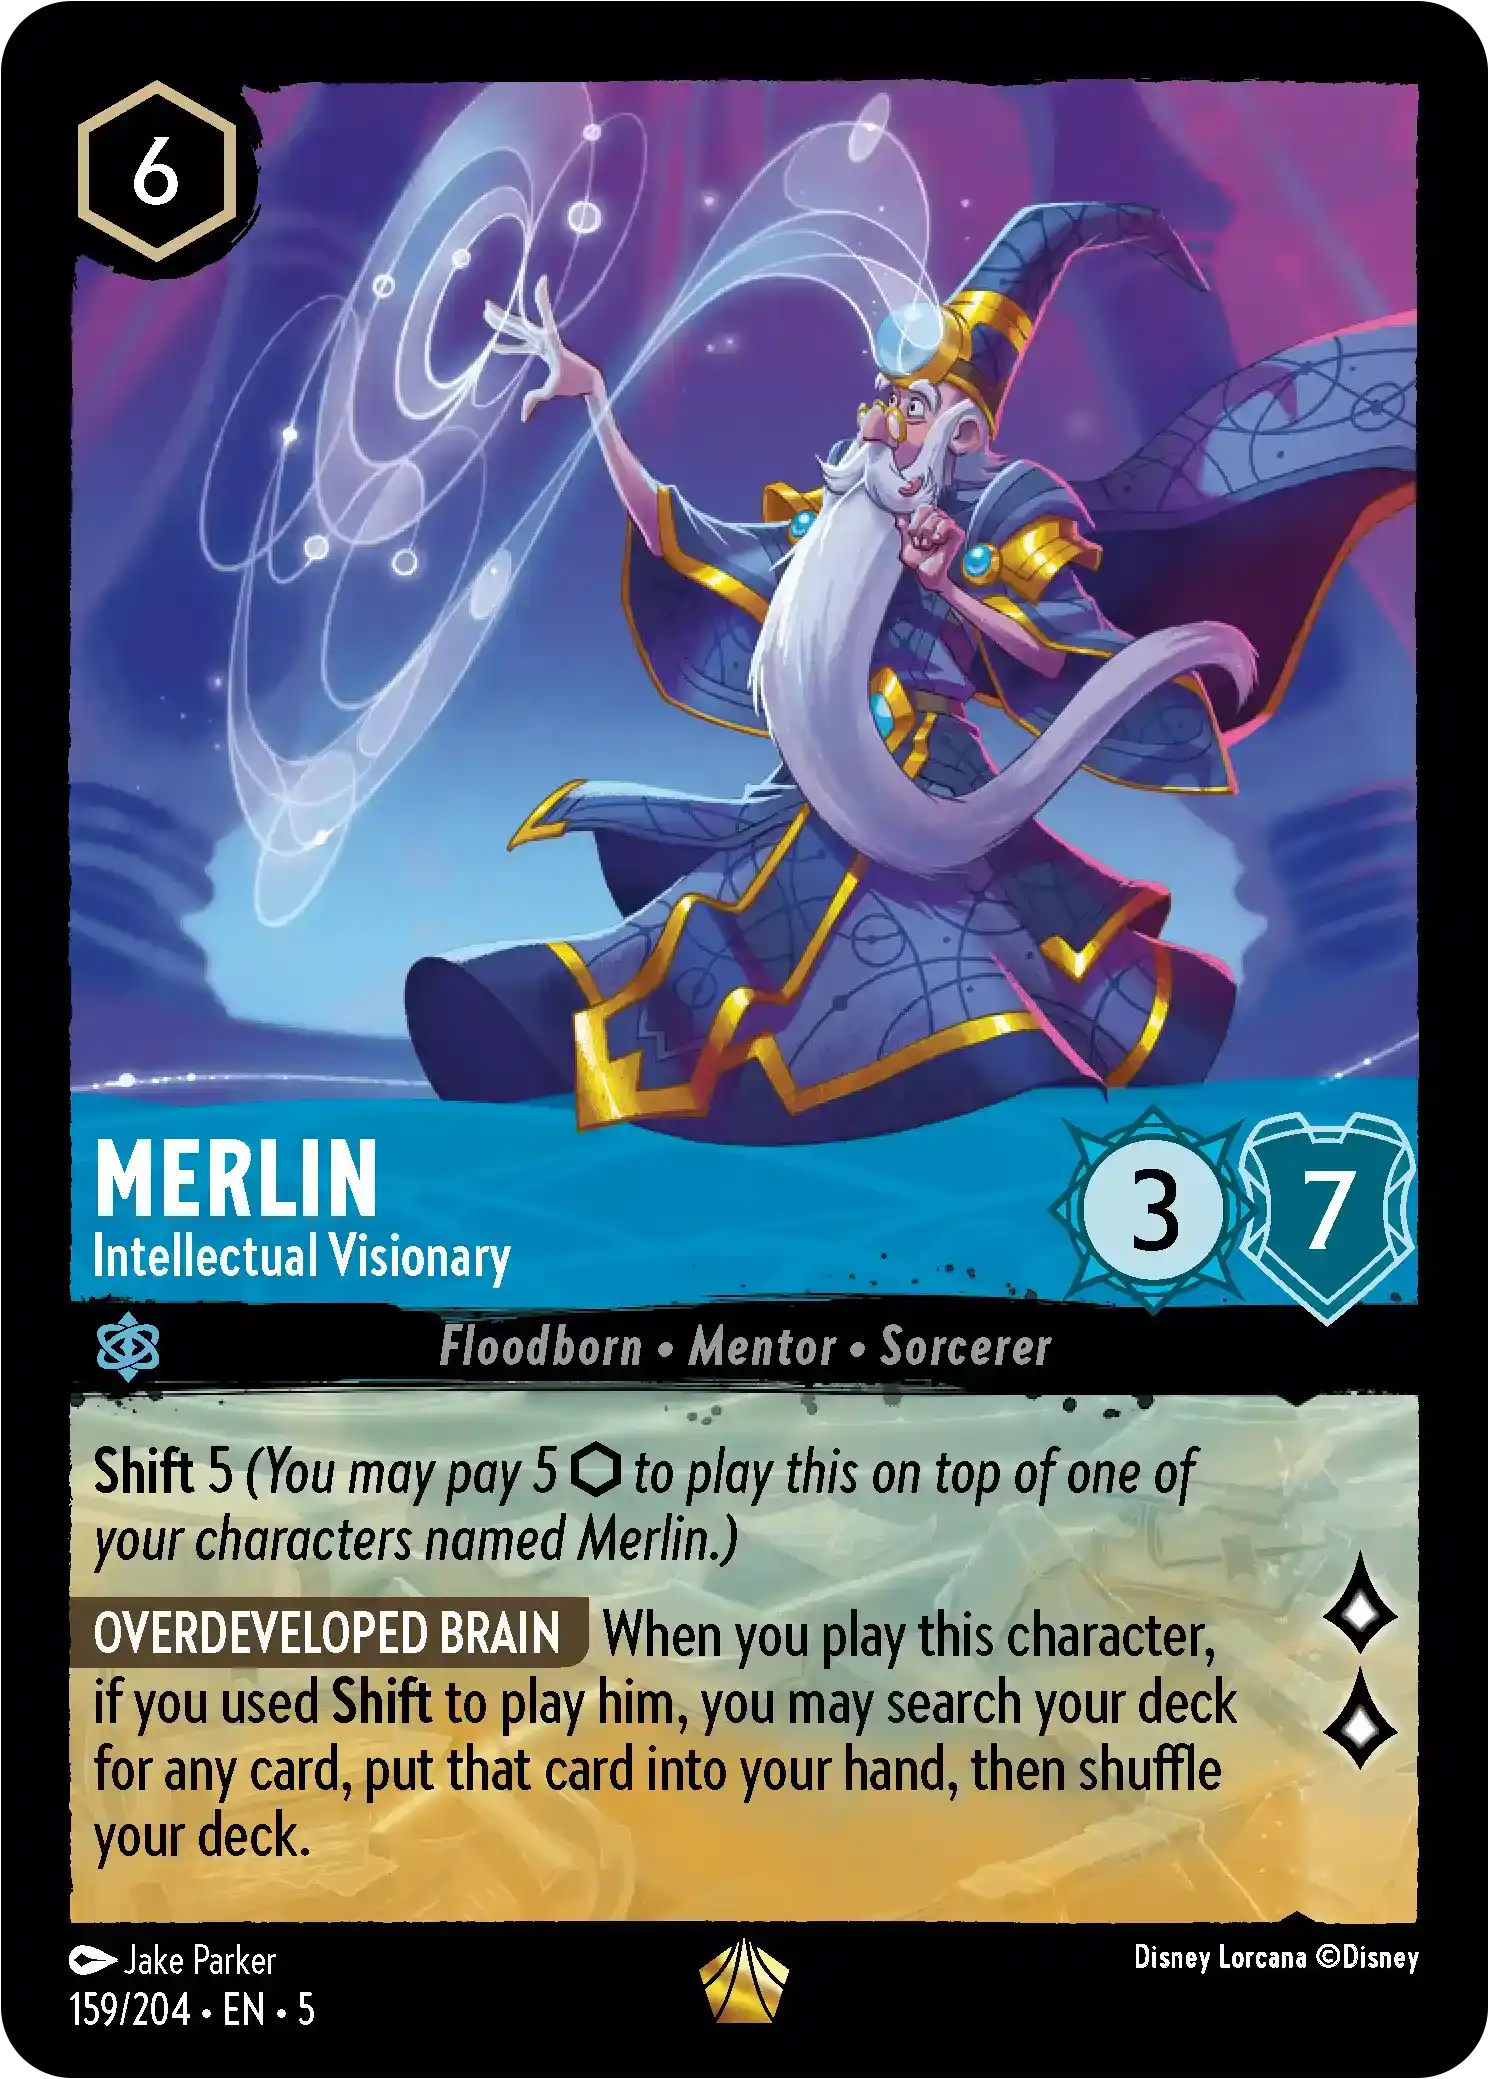 6
MERLIN
Intellectual Visionary
3
7
Floodborn • Mentor • Sorcerer
Shift 5 (You may pay 5 ⬡ to play this on top of one of
your characters named Merlin.)
OVERDEVELOPED BRAIN When you play this character,
if you used Shift to play him, you may search your deck
for any card, put that card into your hand, then shuffle
your deck.
Jake Parker
Disney Lorcana ©Disney
159/204 • EN • 5